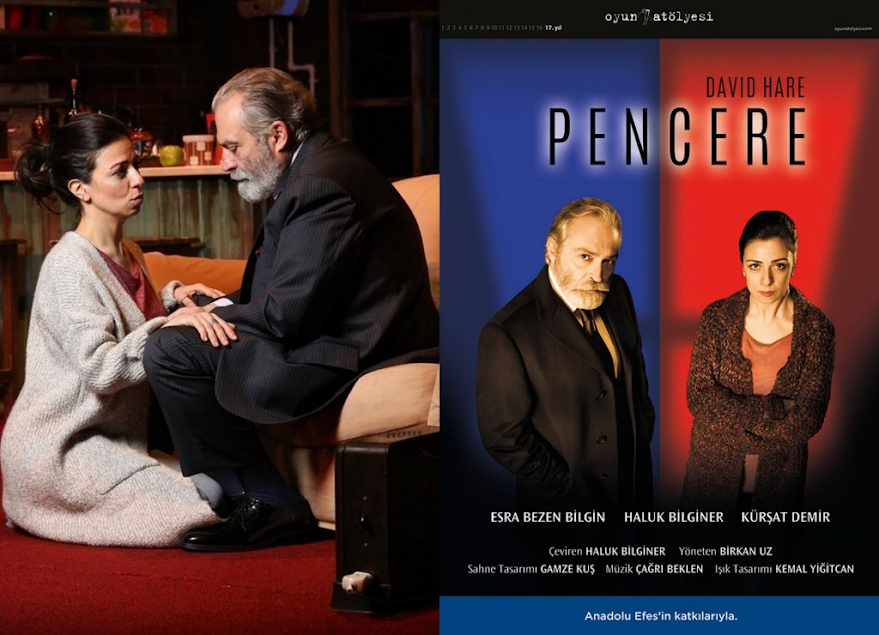 oyun atölyesi
1 2 3 4 5 6 7 8 9 10 11 12 13 14 15 16 17. yıl
oyunatolyesi.com
DAVID HARE
PENCERE
ESRA BEZEN BİLGİN HALUK BİLGİNER KÜRŞAT DEMİR
Çeviren HALUK BİLGİNER Yöneten BİRKAN UZ
Sahne Tasarımı GAMZE KUŞ Müzik ÇAĞRI BEKLEN Işık Tasarımı KEMAL YİĞİTCAN
Anadolu Efes'in katkılarıyla.